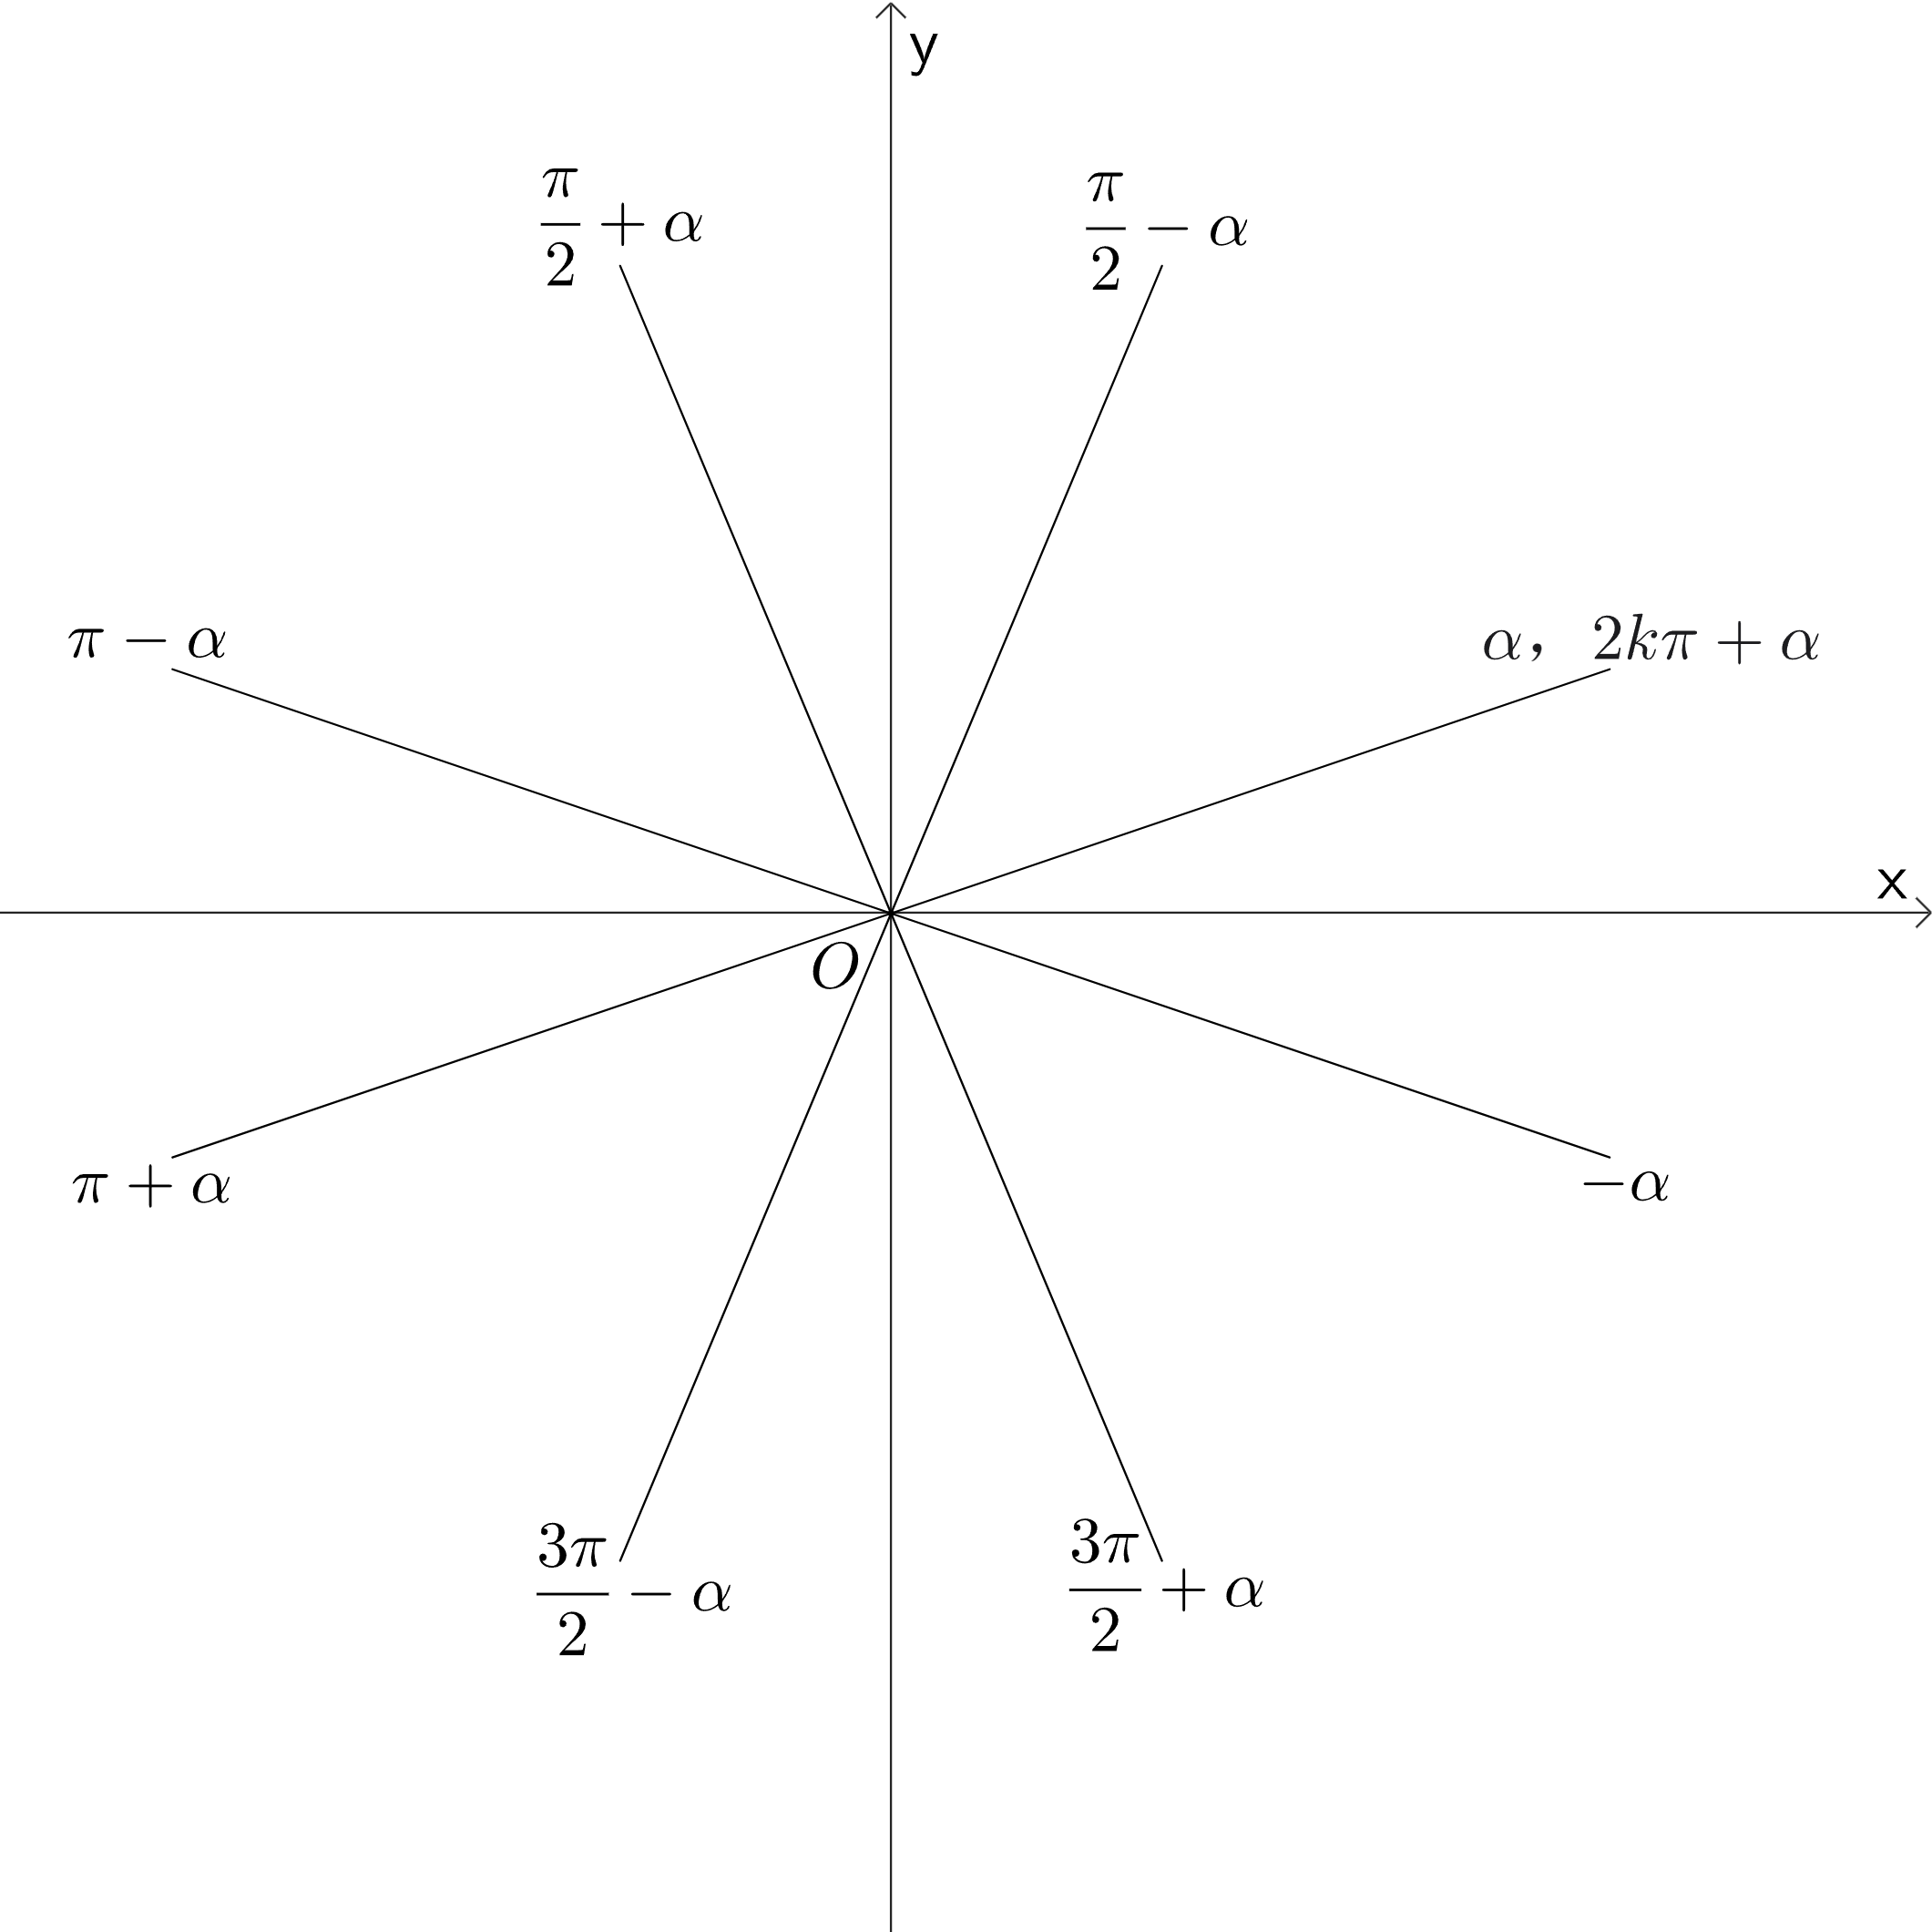 y
π/2 + α
π/2 − α
π − α
α, 2kπ + α
x
O
π + α
−α
3π/2 − α
3π/2 + α